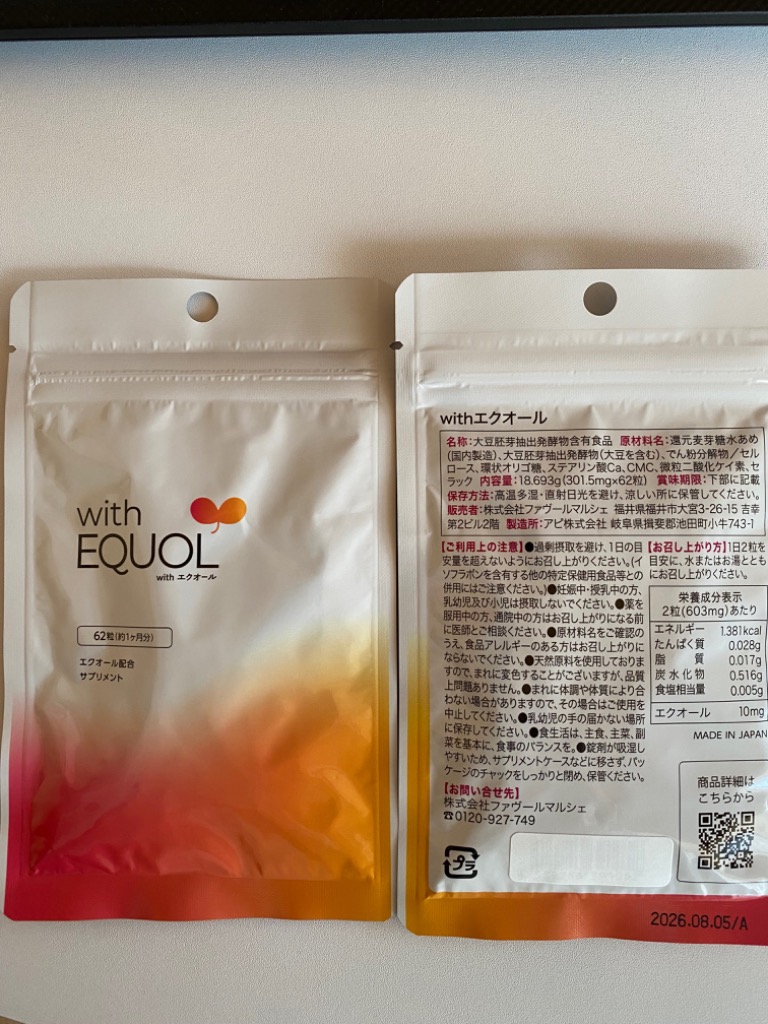 with
EQUOL
with エクオール
62粒(約1ヶ月分)
エクオール配合
サプリメント
withエクオール
名称:大豆胚芽抽出発酵物含有食品 原材料名:還元麦芽糖水あめ
(国内製造)、大豆胚芽抽出発酵物(大豆を含む)、でん粉分解物/セル
ロース、環状オリゴ糖、ステアリン酸Ca、CMC、微粒二酸化ケイ素、セ
ラック 内容量:18.693g(301.5mg×62粒) 賞味期限:下部に記載
保存方法:高温多湿・直射日光を避け、涼しい所に保管してください。
販売者:株式会社ファヴールマルシェ 福井県福井市大宮3-26-15 吉幸
第2ビル2階 製造所:アピ株式会社 岐阜県揖斐郡池田町小牛743-1
【ご利用上の注意】●過剰摂取を避け、1日の目
安量を超えないようにお召し上がりください。(イ
ソフラボンを含有する他の特定保健用食品等との
併用にはご注意ください。)●妊娠中・授乳中の方、
乳幼児及び小児は摂取しないでください。●薬を
服用中の方、通院中の方はお召し上がりになる前
に医師とご相談ください。●原材料名をご確認の
うえ、食品アレルギーのある方はお召し上がりに
ならないでください。●天然原料を使用しておりま
すので、まれに変色することがございますが、品質
上問題ありません。●まれに体調や体質により合
わない場合がありますので、その場合はご使用を
中止してください。●乳幼児の手の届かない場所
に保存してください。●食生活は、主食、主菜、副
菜を基本に、食事のバランスを。●錠剤が吸湿し
やすいため、サプリメントケースなどに移さず、パッ
ケージのチャックをしっかりと閉め、保管ください。
【お問い合せ先】
株式会社ファヴールマルシェ
☎0120-927-749
プラ
【お召し上がり方】1日2粒を
目安に、水またはお湯ととも
にお召し上がりください。
栄養成分表示
2粒(603mg)あたり
エネルギー 1.381kcal
たんぱく質 0.028g
脂質 0.017g
炭水化物 0.516g
食塩相当量 0.005g
エクオール 10mg
MADE IN JAPAN
商品詳細は
こちらから
2026.08.05/A